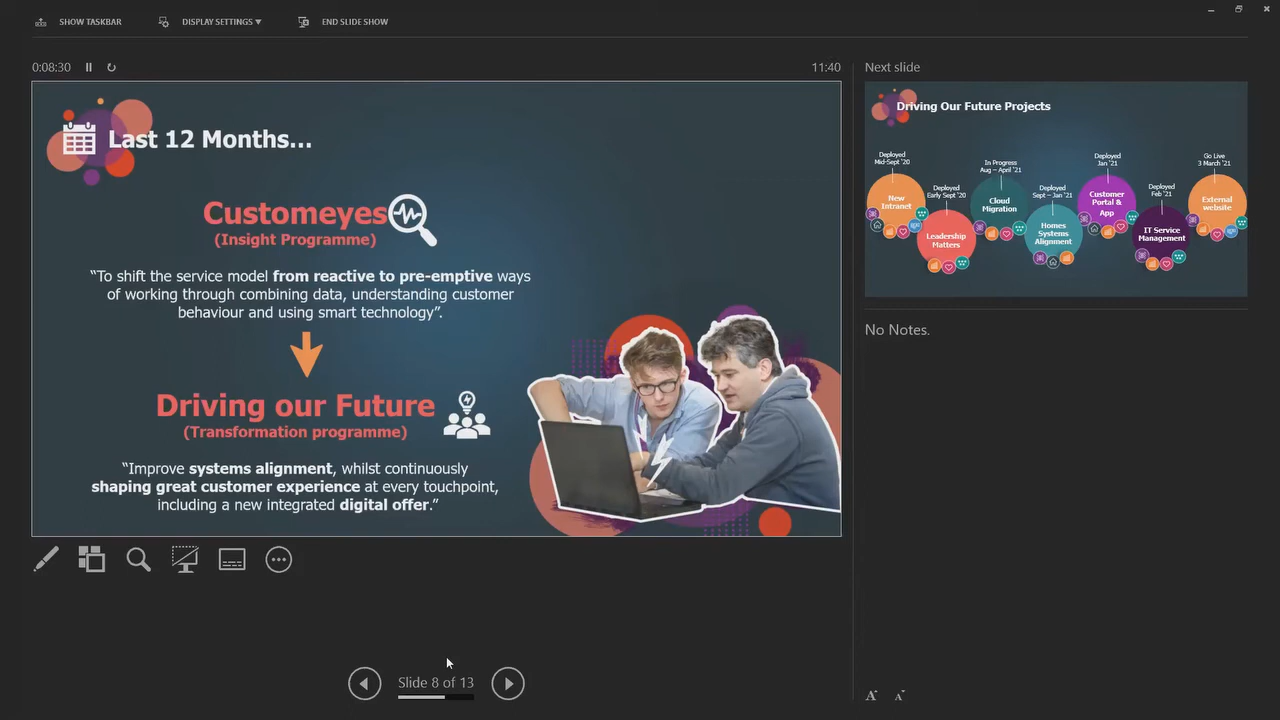 SHOW TASKBAR
DISPLAY SETTINGS ▼
END SLIDE SHOW
0:08:30
11:40
Last 12 Months...
Customeyes
(Insight Programme)
“To shift the service model from reactive to pre-emptive ways
of working through combining data, understanding customer
behaviour and using smart technology”.
Driving our Future
(Transformation programme)
“Improve systems alignment, whilst continuously
shaping great customer experience at every touchpoint,
including a new integrated digital offer.”
Slide 8 of 13
Next slide
Driving Our Future Projects
Deployed
Mid-Sept '20
New
Intranet
Deployed
Early Sept '20
Leadership
Matters
In Progress
Aug – April '21
Cloud
Migration
Deployed
Sept – Jan '21
Homes
Systems
Alignment
Deployed
Jan '21
Customer
Portal &
App
Deployed
Feb '21
IT Service
Management
Go Live
3 March '21
External
website
No Notes.
A A